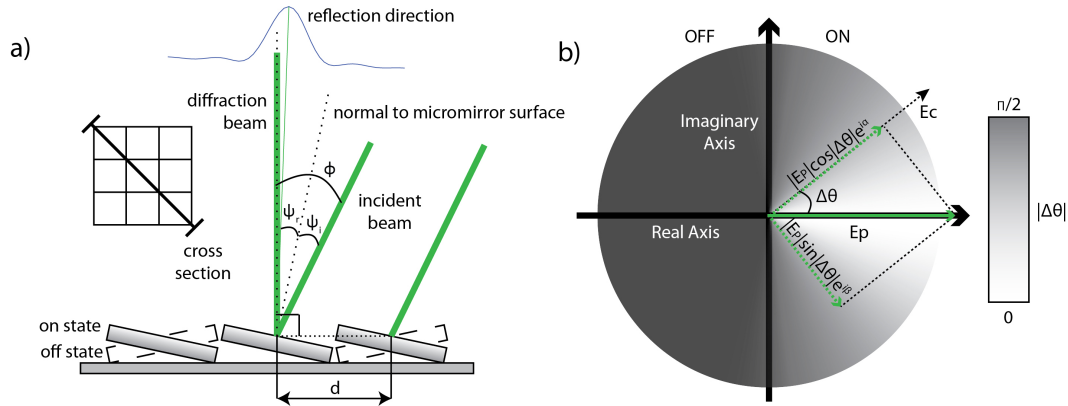 a)
reflection direction
diffraction
beam
normal to micromirror surface
ϕ
incident
beam
ψr
ψi
cross
section
on state
off state
d
b)
OFF
ON
Ec
Imaginary
Axis
|EP|cos|Δθ|e^iα
Δθ
Real Axis
Ep
|EP|sin|Δθ|e^iβ
π/2
|Δθ|
0